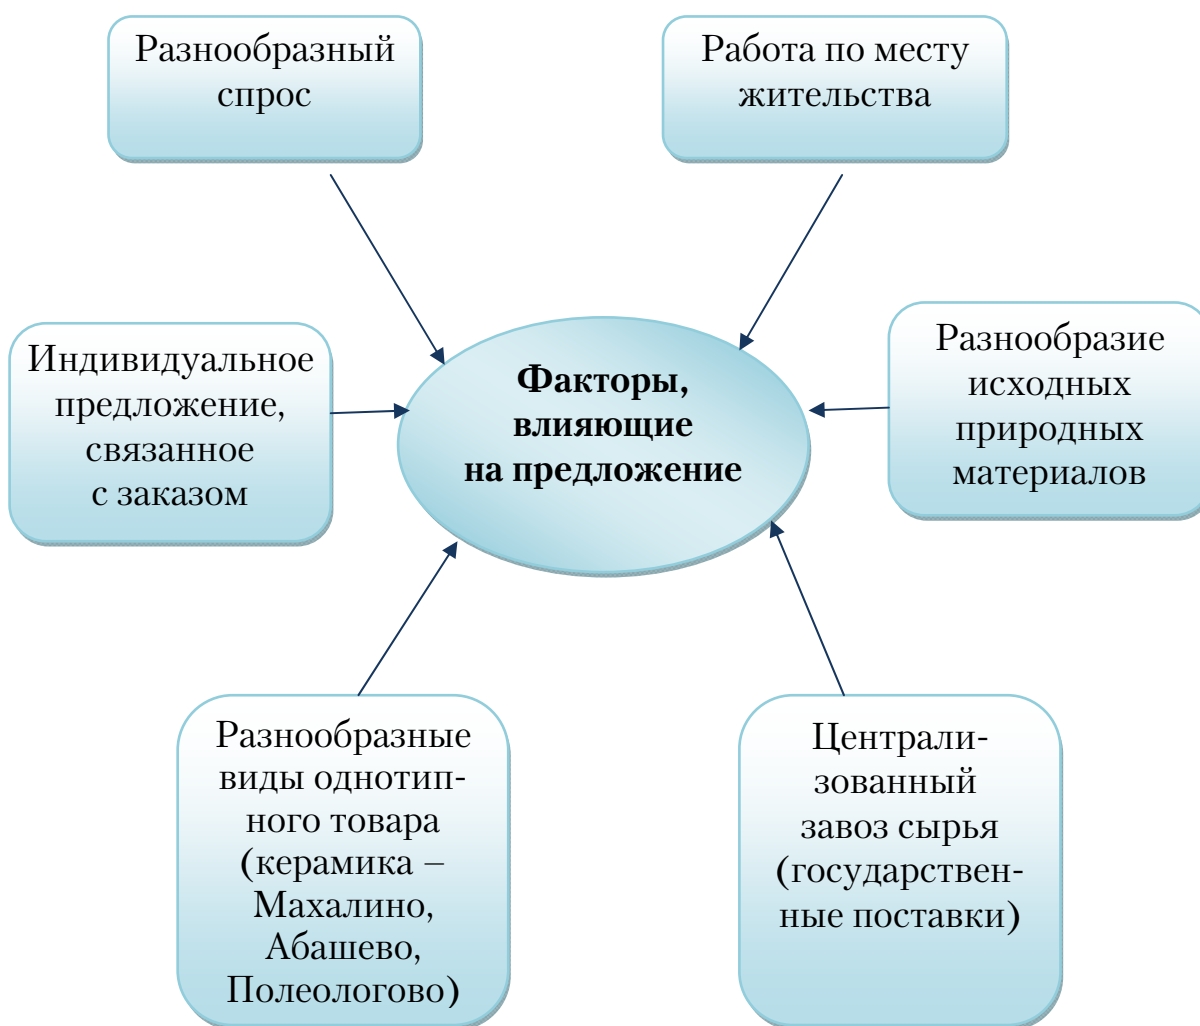 Разнообразный
спрос
Работа по месту
жительства
Индивидуальное
предложение,
связанное
с заказом
Факторы,
влияющие
на предложение
Разнообразие
исходных
природных
материалов
Разнообразные
виды однотип-
ного товара
(керамика –
Махалино,
Абашево,
Полеологово)
Централи-
зованный
завоз сырья
(государствен-
ные поставки)